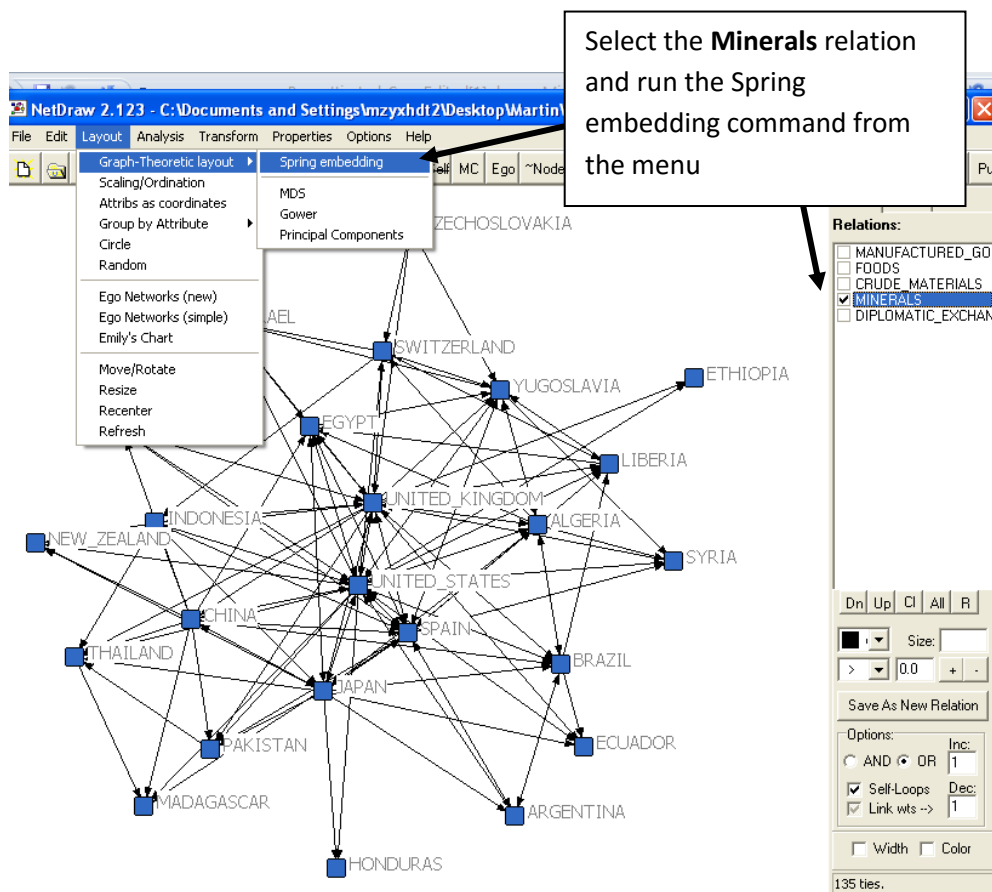 Select the Minerals relation
and run the Spring
embedding command from
the menu
NetDraw 2.123 - C:\Documents and Settings\mzyxhdt2\Desktop\Martin\
File Edit Layout Analysis Transform Properties Options Help
MC Ego ~Node
Graph-Theoretic layout
Scaling/Ordination
Attribs as coordinates
Group by Attribute
Circle
Random
Ego Networks (new)
Ego Networks (simple)
Emily's Chart
Move/Rotate
Resize
Recenter
Refresh
Spring embedding
MDS
Gower
Principal Components
ZECHOSLOVAKIA
AEL
SWITZERLAND
YUGOSLAVIA
ETHIOPIA
EGYPT
LIBERIA
UNITED_KINGDOM
INDONESIA
ALGERIA
NEW_ZEALAND
SYRIA
UNITED_STATES
CHINA
SPAIN
THAILAND
BRAZIL
JAPAN
PAKISTAN
ECUADOR
MADAGASCAR
ARGENTINA
HONDURAS
Pu
Relations:
MANUFACTURED_GO
FOODS
CRUDE_MATERIALS
MINERALS
DIPLOMATIC_EXCHAN
Dn Up Cl All R
Size:
> 0.0 + -
Save As New Relation
Options:
Inc:
AND OR 1
Self-Loops Dec:
Link wts --> 1
Width Color
135 ties.